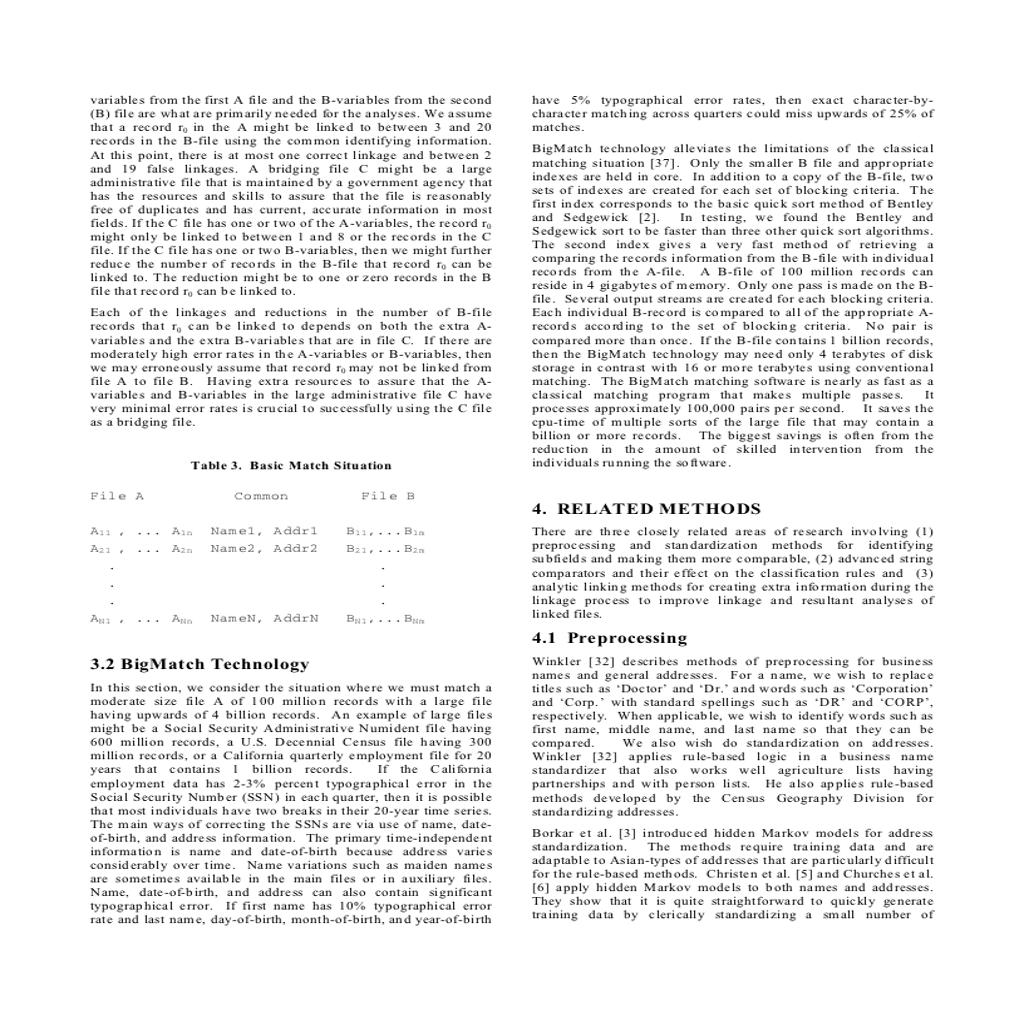 variables from the first A file and the B-variables from the second
(B) file are what are primarily needed for the analyses. We assume
that a record r₀ in the A might be linked to between 3 and 20
records in the B-file using the common identifying information.
At this point, there is at most one correct linkage and between 2
and 19 false linkages. A bridging file C might be a large
administrative file that is maintained by a government agency that
has the resources and skills to assure that the file is reasonably
free of duplicates and has current, accurate information in most
fields. If the C file has one or two of the A-variables, the record r₀
might only be linked to between 1 and 8 or the records in the C
file. If the C file has one or two B-variables, then we might further
reduce the number of records in the B-file that record r₀ can be
linked to. The reduction might be to one or zero records in the B
file that record r₀ can be linked to.
Each of the linkages and reductions in the number of B-file
records that r₀ can be linked to depends on both the extra A-
variables and the extra B-variables that are in file C. If there are
moderately high error rates in the A-variables or B-variables, then
we may erroneously assume that record r₀ may not be linked from
file A to file B. Having extra resources to assure that the A-
variables and B-variables in the large administrative file C have
very minimal error rates is crucial to successfully using the C file
as a bridging file.
Table 3. Basic Match Situation
File A Common File B
A₁₁ , ... A₁ₙ Name1, Addr1 B₁₁,...B₁ₘ
A₂₁ , ... A₂ₙ Name2, Addr2 B₂₁,...B₂ₘ
. .
. .
. .
A_N1 , ... A_Nn NameN, AddrN B_N1,...B_Nm
3.2 BigMatch Technology
In this section, we consider the situation where we must match a
moderate size file A of 100 million records with a large file
having upwards of 4 billion records. An example of large files
might be a Social Security Administrative Numident file having
600 million records, a U.S. Decennial Census file having 300
million records, or a California quarterly employment file for 20
years that contains 1 billion records. If the California
employment data has 2-3% percent typographical error in the
Social Security Number (SSN) in each quarter, then it is possible
that most individuals have two breaks in their 20-year time series.
The main ways of correcting the SSNs are via use of name, date-
of-birth, and address information. The primary time-independent
information is name and date-of-birth because address varies
considerably over time. Name variations such as maiden names
are sometimes available in the main files or in auxiliary files.
Name, date-of-birth, and address can also contain significant
typographical error. If first name has 10% typographical error
rate and last name, day-of-birth, month-of-birth, and year-of-birth
have 5% typographical error rates, then exact character-by-
character matching across quarters could miss upwards of 25% of
matches.
BigMatch technology alleviates the limitations of the classical
matching situation [37]. Only the smaller B file and appropriate
indexes are held in core. In addition to a copy of the B-file, two
sets of indexes are created for each set of blocking criteria. The
first index corresponds to the basic quick sort method of Bentley
and Sedgewick [2]. In testing, we found the Bentley and
Sedgewick sort to be faster than three other quick sort algorithms.
The second index gives a very fast method of retrieving a
comparing the records information from the B-file with individual
records from the A-file. A B-file of 100 million records can
reside in 4 gigabytes of memory. Only one pass is made on the B-
file. Several output streams are created for each blocking criteria.
Each individual B-record is compared to all of the appropriate A-
records according to the set of blocking criteria. No pair is
compared more than once. If the B-file contains 1 billion records,
then the BigMatch technology may need only 4 terabytes of disk
storage in contrast with 16 or more terabytes using conventional
matching. The BigMatch matching software is nearly as fast as a
classical matching program that makes multiple passes. It
processes approximately 100,000 pairs per second. It saves the
cpu-time of multiple sorts of the large file that may contain a
billion or more records. The biggest savings is often from the
reduction in the amount of skilled intervention from the
individuals running the software.
4. RELATED METHODS
There are three closely related areas of research involving (1)
preprocessing and standardization methods for identifying
subfields and making them more comparable, (2) advanced string
comparators and their effect on the classification rules and (3)
analytic linking methods for creating extra information during the
linkage process to improve linkage and resultant analyses of
linked files.
4.1 Preprocessing
Winkler [32] describes methods of preprocessing for business
names and general addresses. For a name, we wish to replace
titles such as ‘Doctor’ and ‘Dr.’ and words such as ‘Corporation’
and ‘Corp.’ with standard spellings such as ‘DR’ and ‘CORP’,
respectively. When applicable, we wish to identify words such as
first name, middle name, and last name so that they can be
compared. We also wish do standardization on addresses.
Winkler [32] applies rule-based logic in a business name
standardizer that also works well agriculture lists having
partnerships and with person lists. He also applies rule-based
methods developed by the Census Geography Division for
standardizing addresses.
Borkar et al. [3] introduced hidden Markov models for address
standardization. The methods require training data and are
adaptable to Asian-types of addresses that are particularly difficult
for the rule-based methods. Christen et al. [5] and Churches et al.
[6] apply hidden Markov models to both names and addresses.
They show that it is quite straightforward to quickly generate
training data by clerically standardizing a small number of